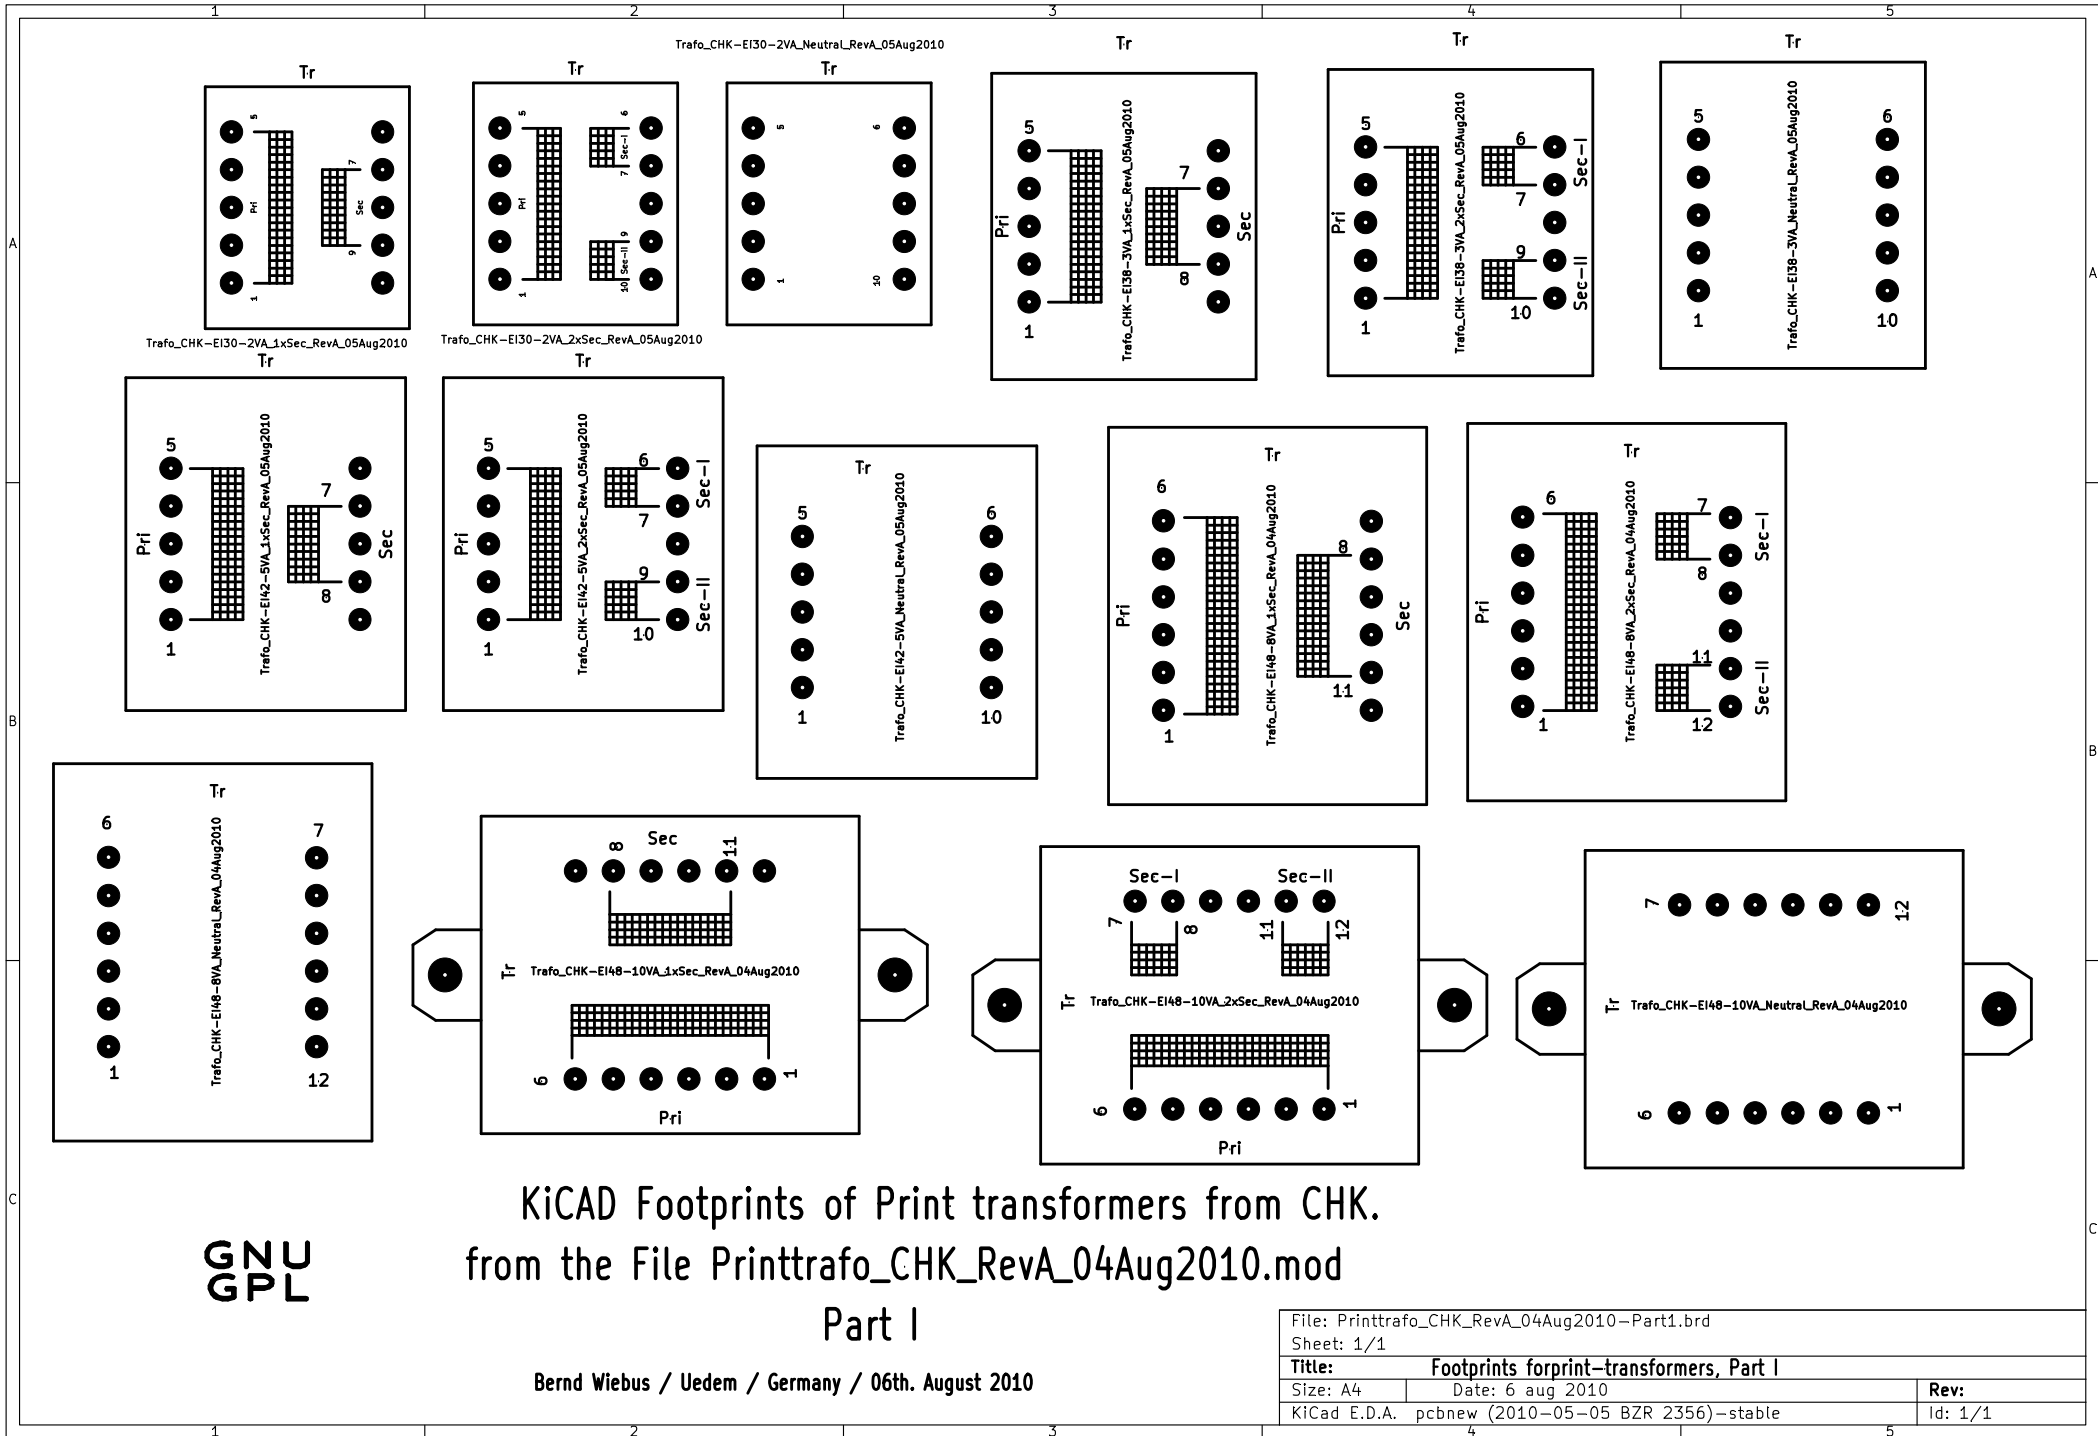 1 2 3 4 5
A
B
C
A
B
C
1 2 3 4 5
Tr
5
1
Pri
7
9
Sec
Trafo_CHK-EI30-2VA_1xSec_RevA_05Aug2010
Tr
5
1
Pri
6
7
Sec-I
9
10
Sec-II
Trafo_CHK-EI30-2VA_2xSec_RevA_05Aug2010
Trafo_CHK-EI30-2VA_Neutral_RevA_05Aug2010
Tr
5
6
1
10
Tr
5
1
Pri
Trafo_CHK-EI38-3VA_1xSec_RevA_05Aug2010
7
8
Sec
Tr
5
1
Pri
Trafo_CHK-EI38-3VA_2xSec_RevA_05Aug2010
6
7
Sec-I
9
10
Sec-II
Tr
5
6
Trafo_CHK-EI38-3VA_Neutral_RevA_05Aug2010
1
10
Tr
5
1
Pri
Trafo_CHK-EI42-5VA_1xSec_RevA_05Aug2010
7
8
Sec
Tr
5
1
Pri
Trafo_CHK-EI42-5VA_2xSec_RevA_05Aug2010
6
7
Sec-I
9
10
Sec-II
Tr
5
6
Trafo_CHK-EI42-5VA_Neutral_RevA_05Aug2010
1
10
Tr
6
1
Pri
Trafo_CHK-EI48-8VA_1xSec_RevA_04Aug2010
8
11
Sec
Tr
6
1
Pri
Trafo_CHK-EI48-8VA_2xSec_RevA_04Aug2010
7
8
Sec-I
11
12
Sec-II
Tr
6
7
Trafo_CHK-EI48-8VA_Neutral_RevA_04Aug2010
1
12
Sec
8
11
Tr
Trafo_CHK-EI48-10VA_1xSec_RevA_04Aug2010
6
1
Pri
Sec-I
Sec-II
7
8
11
12
Tr
Trafo_CHK-EI48-10VA_2xSec_RevA_04Aug2010
6
1
Pri
7
12
Tr
Trafo_CHK-EI48-10VA_Neutral_RevA_04Aug2010
6
1
KiCAD Footprints of Print transformers from CHK.
from the File Printtrafo_CHK_RevA_04Aug2010.mod
Part I
GNU
GPL
Bernd Wiebus / Uedem / Germany / 06th. August 2010
File: Printtrafo_CHK_RevA_04Aug2010-Part1.brd
Sheet: 1/1
Title: Footprints forprint-transformers, Part I
Size: A4 Date: 6 aug 2010 Rev:
KiCad E.D.A. pcbnew (2010-05-05 BZR 2356)-stable Id: 1/1